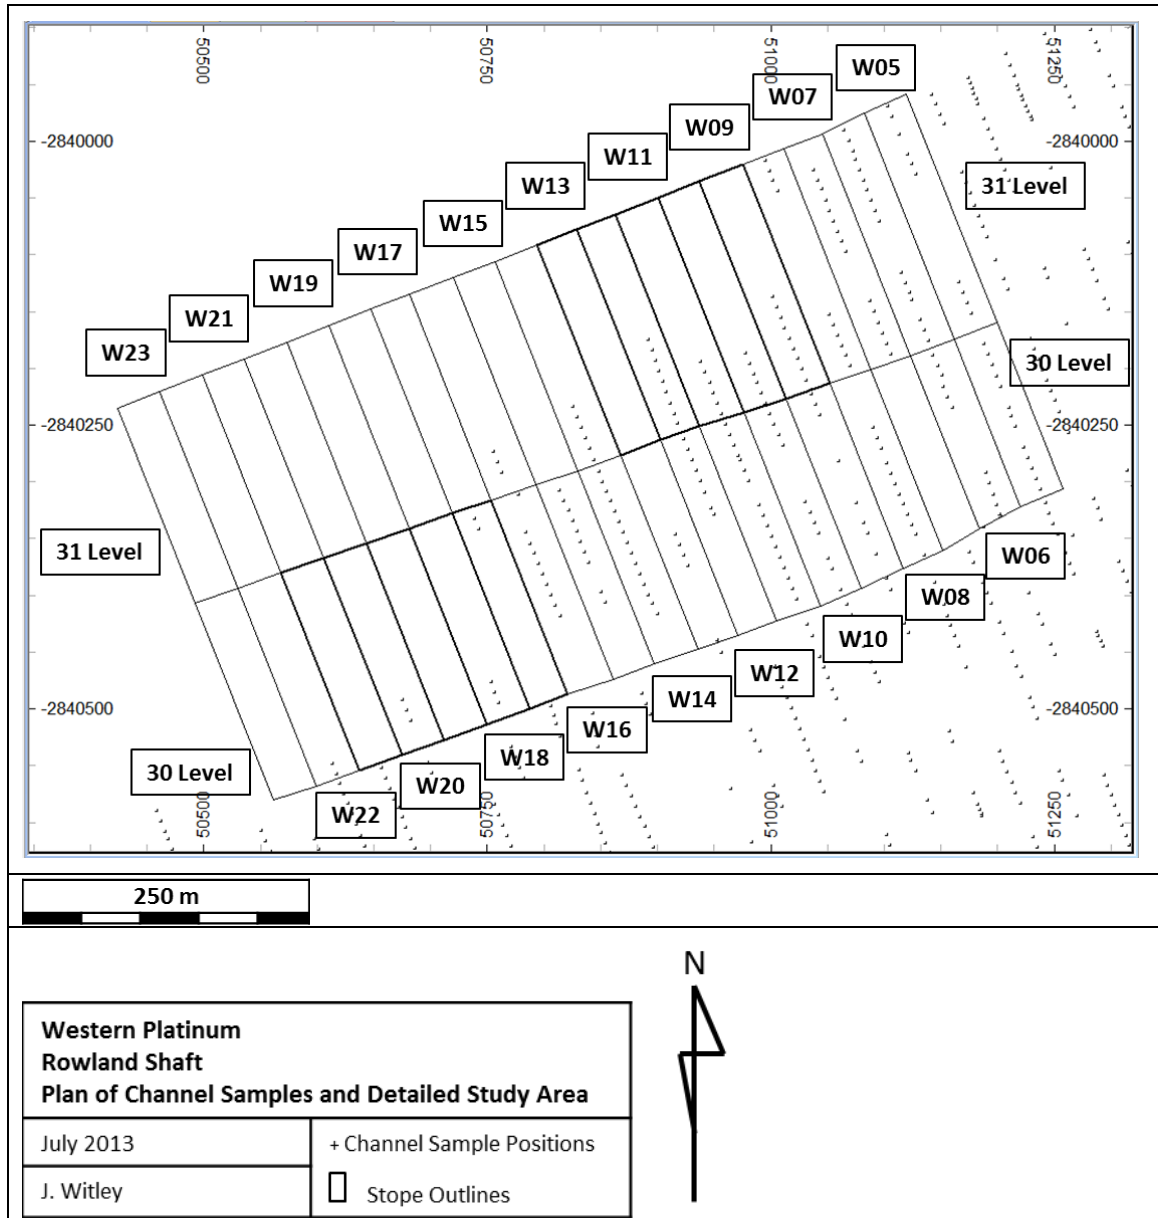 50500
50750
51000
51250
W05
W07
W09
-2840000
-2840000
W11
W13
31 Level
W15
W17
W19
W21
W23
30 Level
-2840250
-2840250
31 Level
W06
W08
W10
W12
W14
-2840500
-2840500
W16
W18
30 Level
W20
W22
50500
50750
51000
51250
250 m
N
Western Platinum
Rowland Shaft
Plan of Channel Samples and Detailed Study Area
July 2013
+ Channel Sample Positions
J. Witley
Stope Outlines